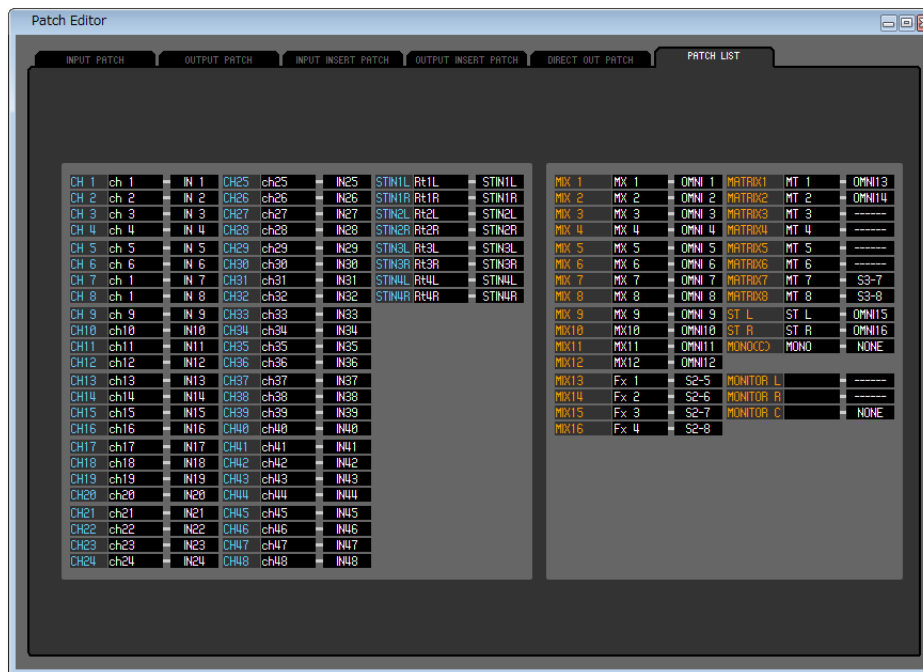 Patch Editor
INPUT PATCH OUTPUT PATCH INPUT INSERT PATCH OUTPUT INSERT PATCH DIRECT OUT PATCH PATCH LIST
CH 1 ch 1 IN 1 CH25 ch25 IN25 STIN1L Rt1L STIN1L MIX 1 MX 1 OMNI 1 MATRIX1 MT 1 OMNI13
CH 2 ch 2 IN 2 CH26 ch26 IN26 STIN1R Rt1R STIN1R MIX 2 MX 2 OMNI 2 MATRIX2 MT 2 OMNI14
CH 3 ch 3 IN 3 CH27 ch27 IN27 STIN2L Rt2L STIN2L MIX 3 MX 3 OMNI 3 MATRIX3 MT 3 ------
CH 4 ch 4 IN 4 CH28 ch28 IN28 STIN2R Rt2R STIN2R MIX 4 MX 4 OMNI 4 MATRIX4 MT 4 ------
CH 5 ch 5 IN 5 CH29 ch29 IN29 STIN3L Rt3L STIN3L MIX 5 MX 5 OMNI 5 MATRIX5 MT 5 ------
CH 6 ch 6 IN 6 CH30 ch30 IN30 STIN3R Rt3R STIN3R MIX 6 MX 6 OMNI 6 MATRIX6 MT 6 ------
CH 7 ch 1 IN 7 CH31 ch31 IN31 STIN4L Rt4L STIN4L MIX 7 MX 7 OMNI 7 MATRIX7 MT 7 S3-7
CH 8 ch 1 IN 8 CH32 ch32 IN32 STIN4R Rt4R STIN4R MIX 8 MX 8 OMNI 8 MATRIX8 MT 8 S3-8
CH 9 ch 9 IN 9 CH33 ch33 IN33 MIX 9 MX 9 OMNI 9 ST L ST L OMNI15
CH10 ch10 IN10 CH34 ch34 IN34 MIX10 MX10 OMNI10 ST R ST R OMNI16
CH11 ch11 IN11 CH35 ch35 IN35 MIX11 MX11 OMNI11 MONO(C) MONO NONE
CH12 ch12 IN12 CH36 ch36 IN36 MIX12 MX12 OMNI12
CH13 ch13 IN13 CH37 ch37 IN37 MIX13 Fx 1 S2-5 MONITOR L ------
CH14 ch14 IN14 CH38 ch38 IN38 MIX14 Fx 2 S2-6 MONITOR R ------
CH15 ch15 IN15 CH39 ch39 IN39 MIX15 Fx 3 S2-7 MONITOR C NONE
CH16 ch16 IN16 CH40 ch40 IN40 MIX16 Fx 4 S2-8
CH17 ch17 IN17 CH41 ch41 IN41
CH18 ch18 IN18 CH42 ch42 IN42
CH19 ch19 IN19 CH43 ch43 IN43
CH20 ch20 IN20 CH44 ch44 IN44
CH21 ch21 IN21 CH45 ch45 IN45
CH22 ch22 IN22 CH46 ch46 IN46
CH23 ch23 IN23 CH47 ch47 IN47
CH24 ch24 IN24 CH48 ch48 IN48